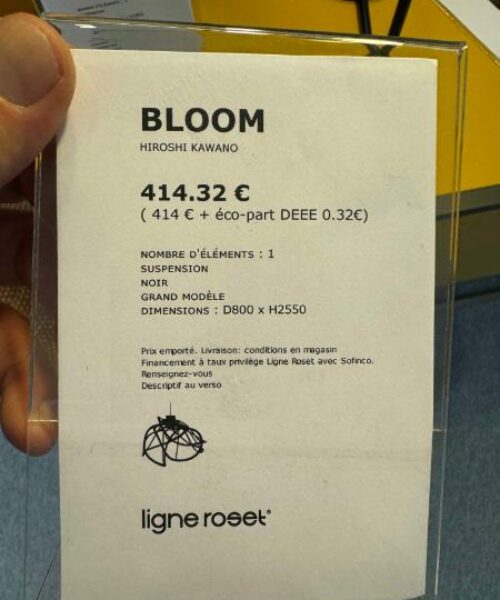 BLOOM
HIROSHI KAWANO
414.32 €
( 414 € + éco-part DEEE 0.32€)
NOMBRE D'ÉLÉMENTS : 1
SUSPENSION
NOIR
GRAND MODÈLE
DIMENSIONS : D800 x H2550
Prix emporté. Livraison: conditions en magasin
Financement à taux privilège Ligne Roset avec Sofinco.
Renseignez-vous
Descriptif au verso
ligne roset®